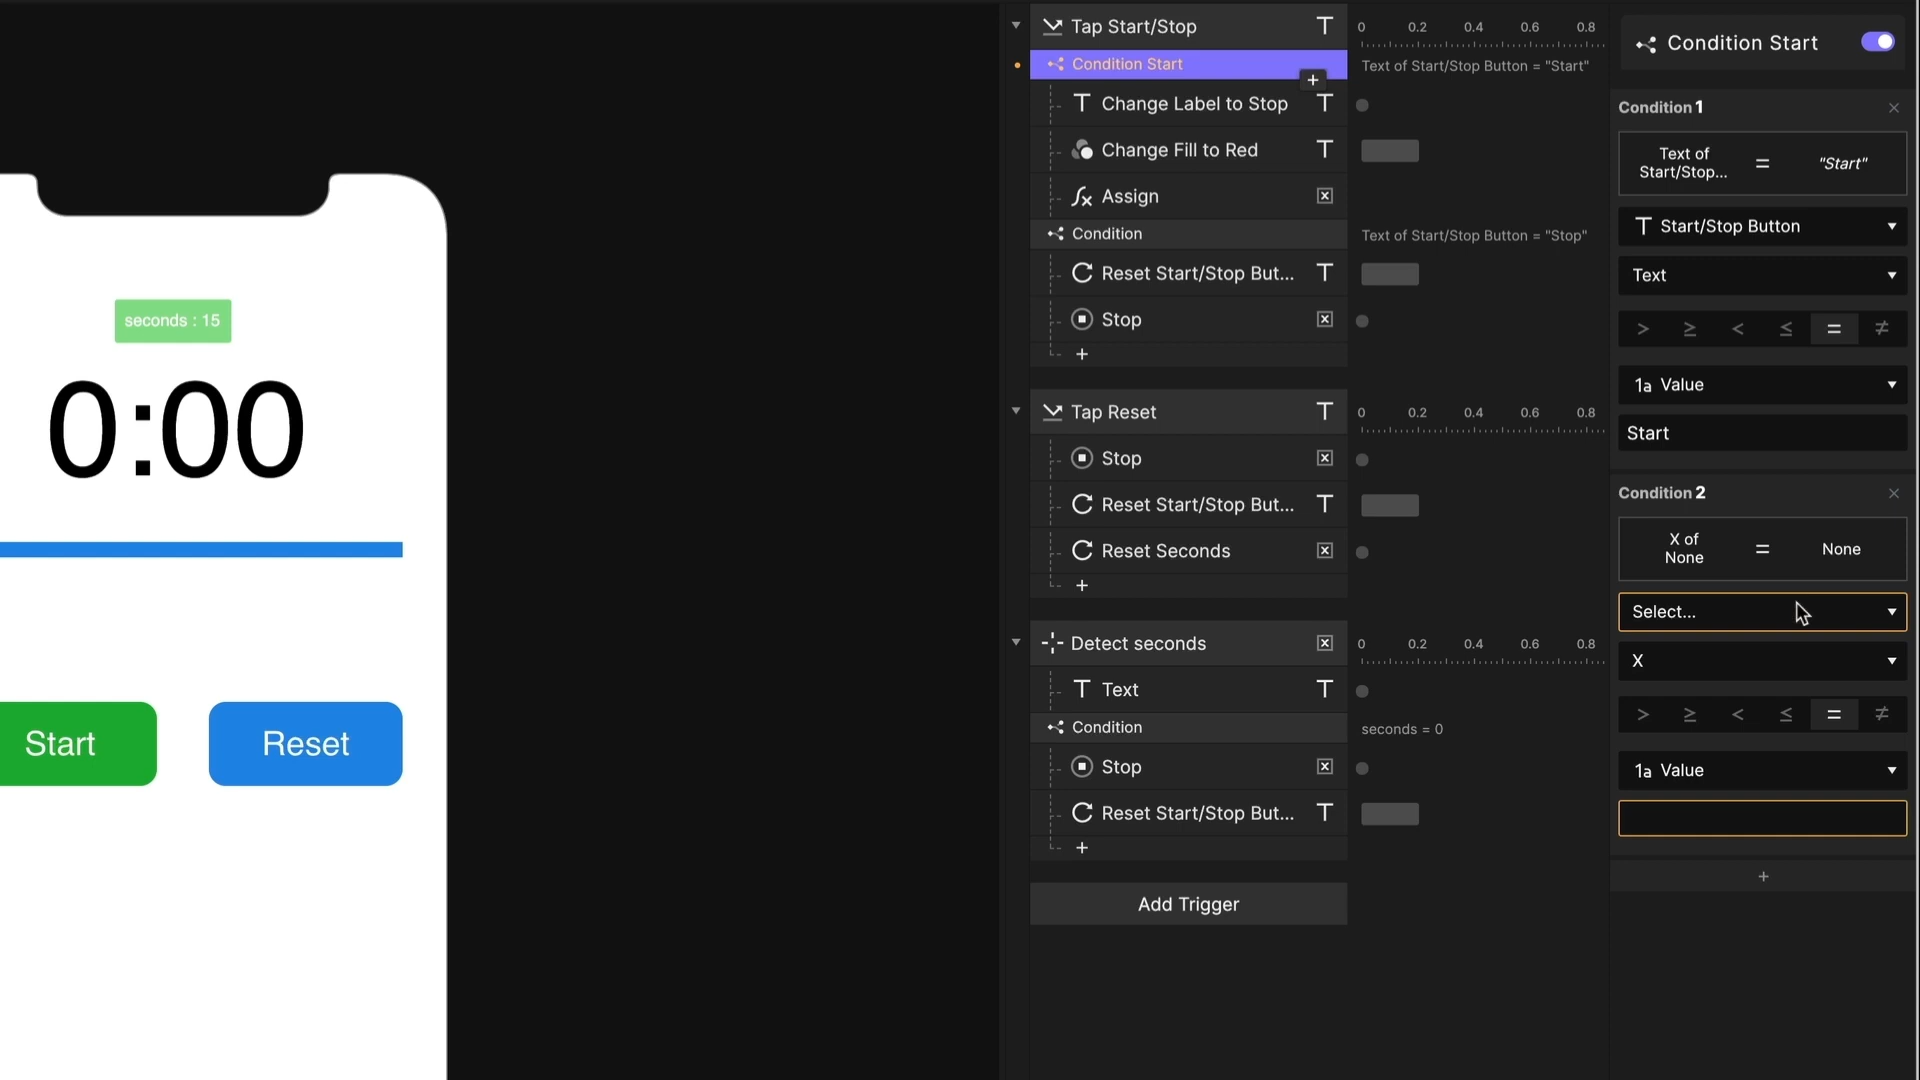 seconds : 15
0:00
Start
Reset
Tap Start/Stop
0 0.2 0.4 0.6 0.8
Condition Start
Text of Start/Stop Button = "Start"
Change Label to Stop
Change Fill to Red
Assign
Condition
Text of Start/Stop Button = "Stop"
Reset Start/Stop But...
Stop
+
Tap Reset
0 0.2 0.4 0.6 0.8
Stop
Reset Start/Stop But...
Reset Seconds
+
Detect seconds
0 0.2 0.4 0.6 0.8
Text
Condition
seconds = 0
Stop
Reset Start/Stop But...
+
Add Trigger
Condition Start
Condition 1
Text of
Start/Stop...
=
"Start"
Start/Stop Button
Text
> ≥ < ≤ = ≠
1a Value
Start
Condition 2
X of
None
=
None
Select...
X
> ≥ < ≤ = ≠
1a Value
+